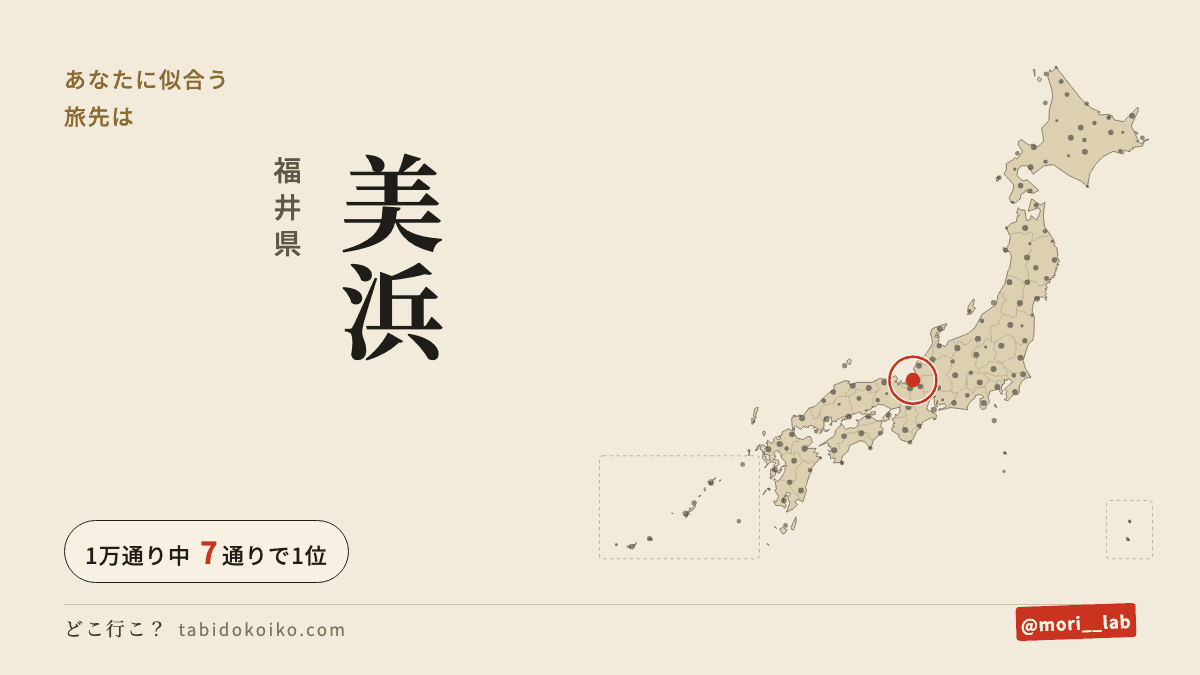 あなたに似合う
旅先は
美浜
福井県
1万通り中 7通りで1位
どこ行こ? tabidokoiko.com
@mori__lab